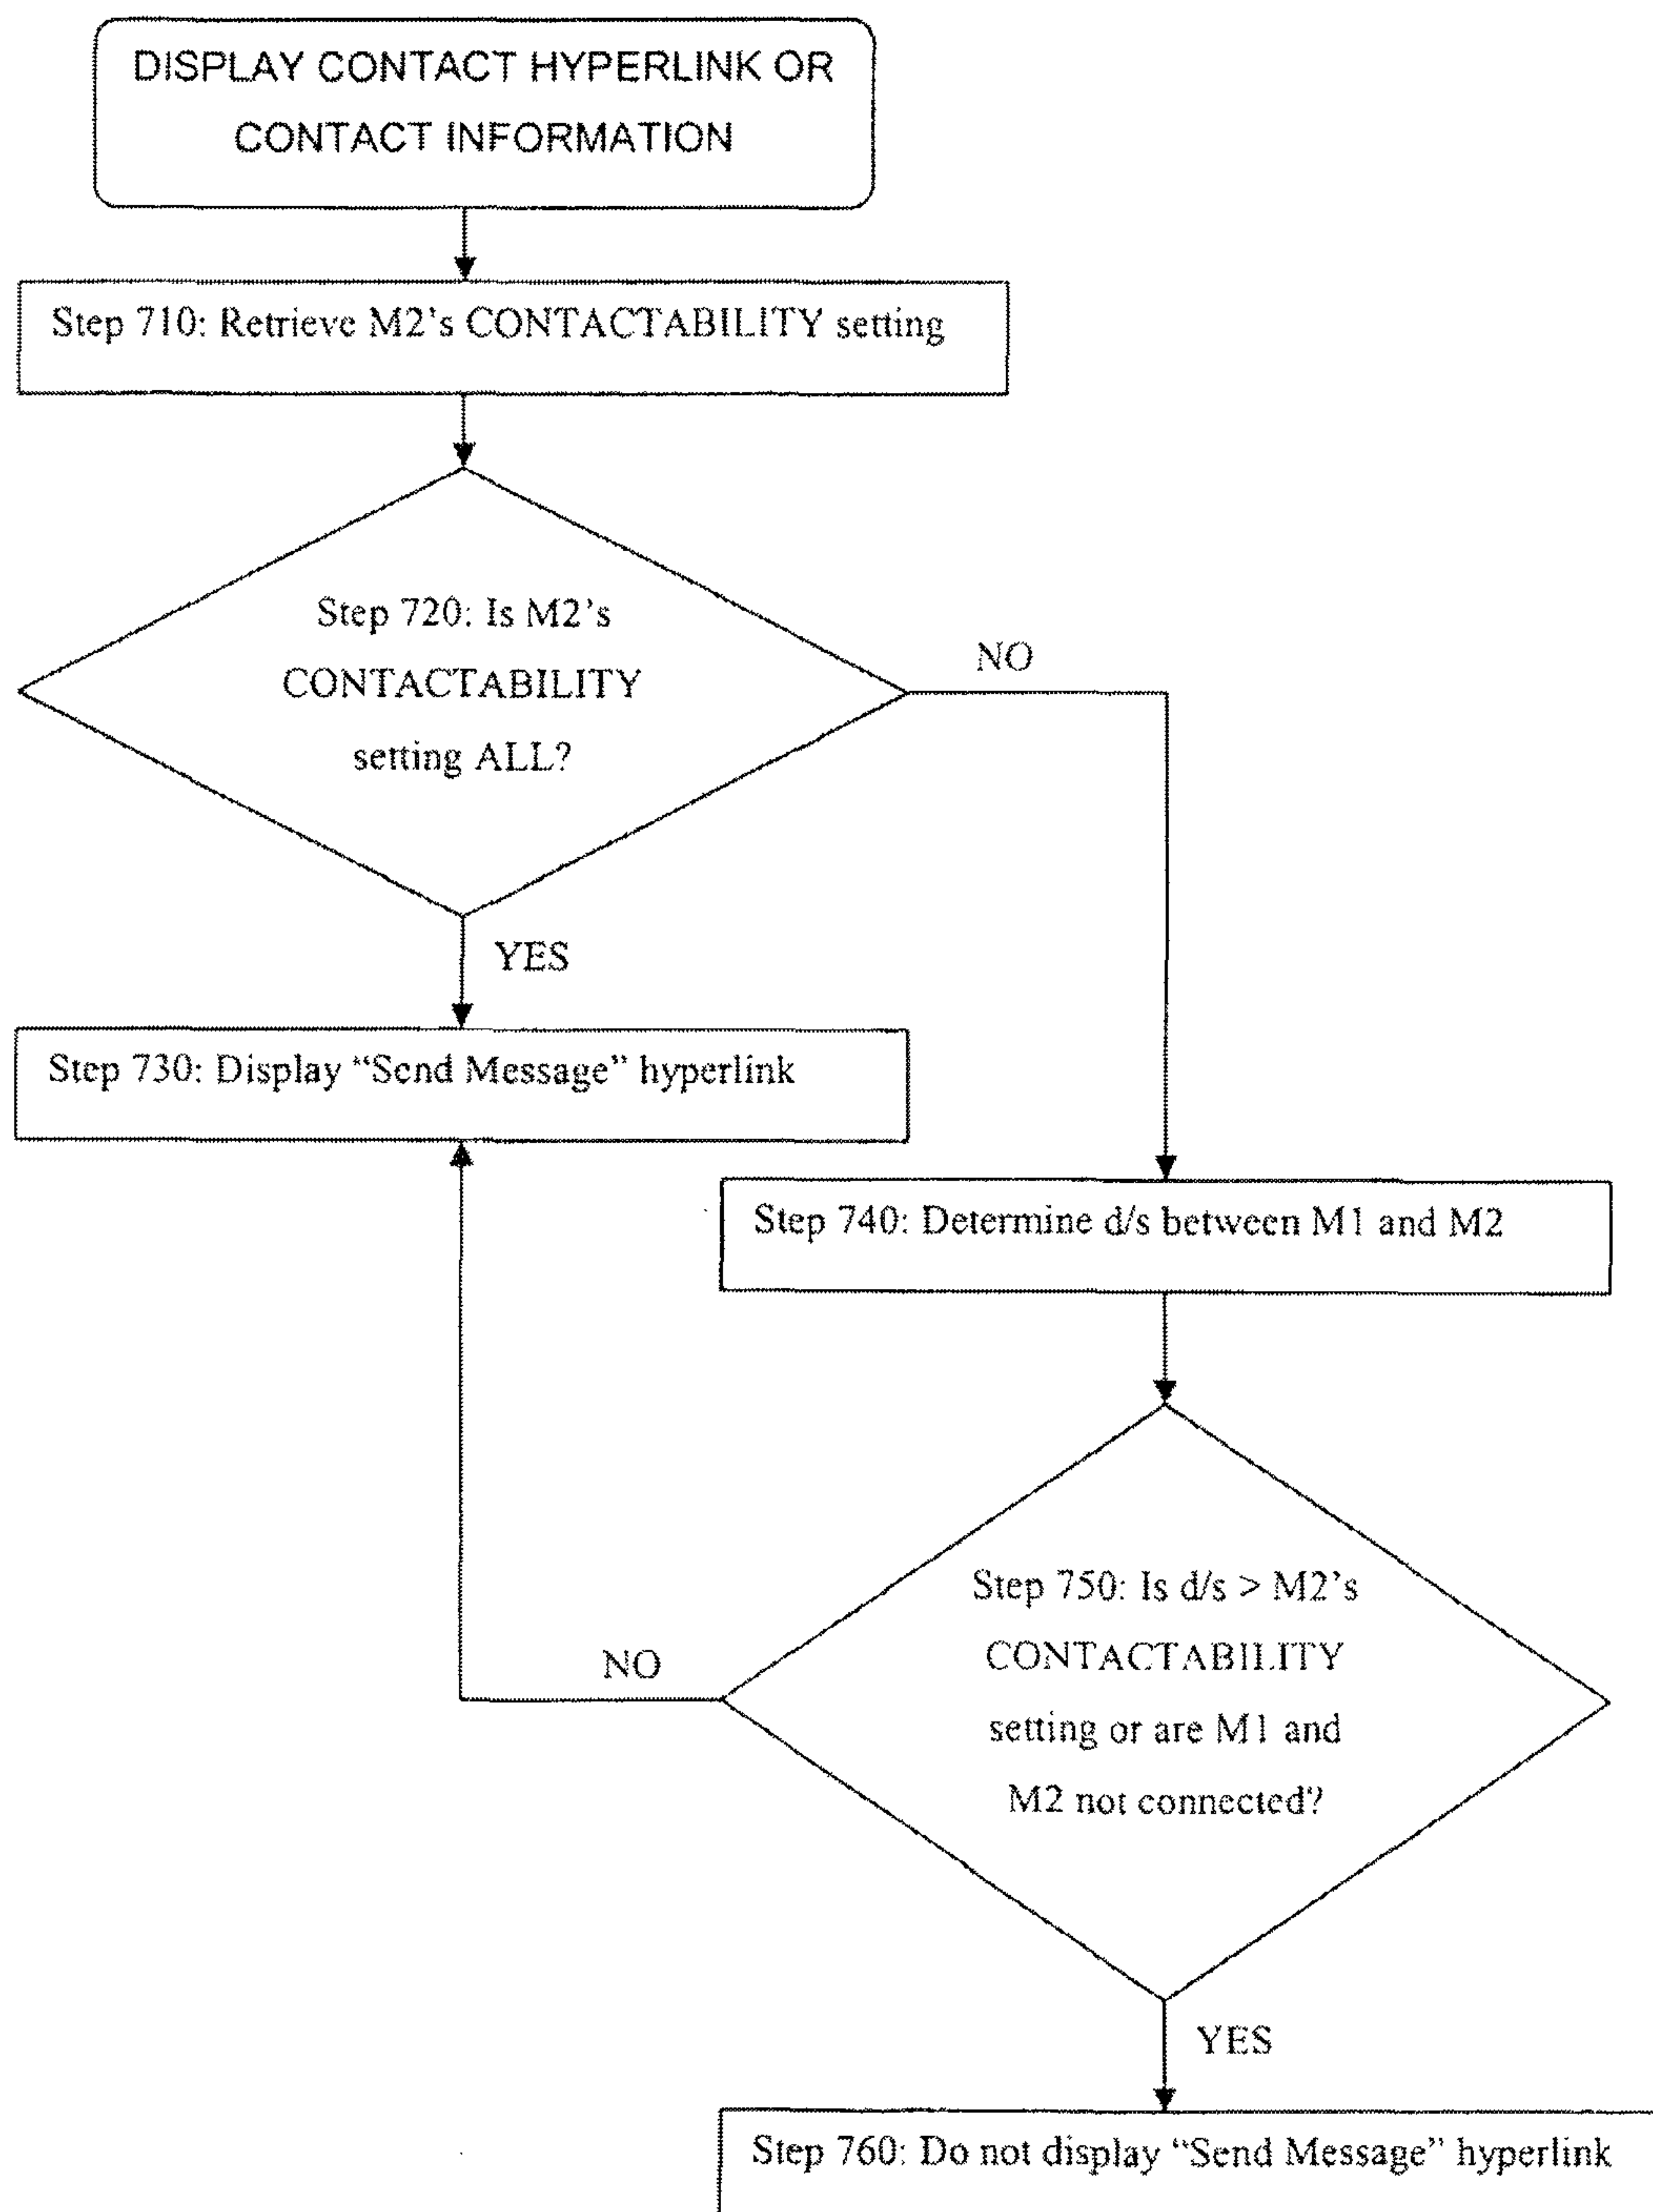 DISPLAY CONTACT HYPERLINK OR
CONTACT INFORMATION
Step 710: Retrieve M2's CONTACTABILITY setting
Step 720: Is M2's
CONTACTABILITY
setting ALL?
NO
YES
Step 730: Display “Send Message” hyperlink
Step 740: Determine d/s between M1 and M2
Step 750: Is d/s > M2's
CONTACTABILITY
setting or are M1 and
M2 not connected?
NO
YES
Step 760: Do not display “Send Message” hyperlink